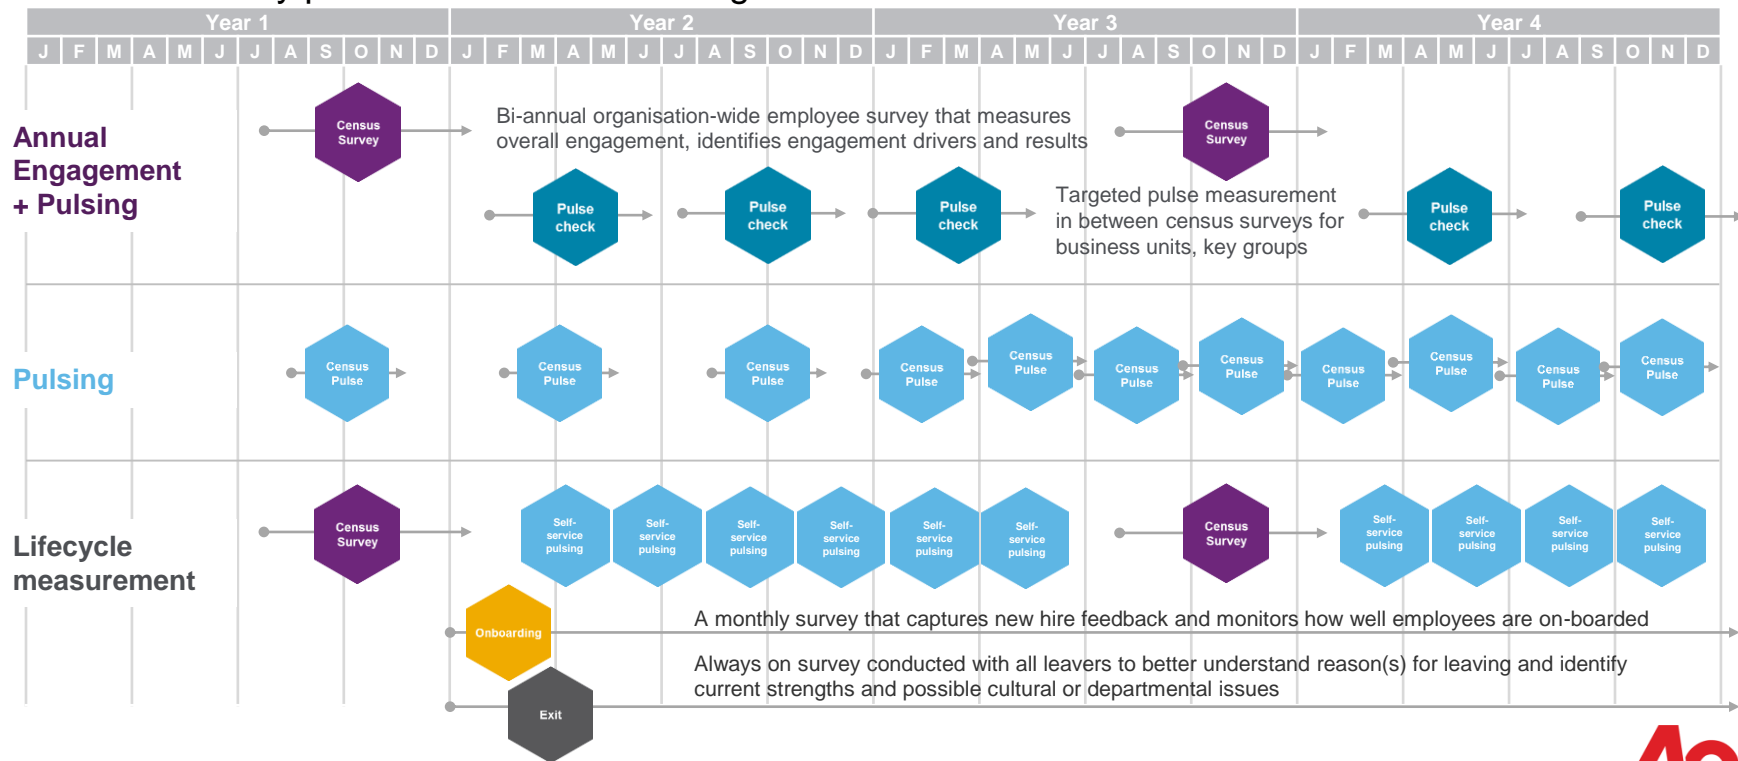 Year 1 Year 2 Year 3 Year 4
J F M A M J J A S O N D J F M A M J J A S O N D J F M A M J J A S O N D J F M A M J J A S O N D
Annual
Engagement
+ Pulsing
Census
Survey
Bi-annual organisation-wide employee survey that measures
overall engagement, identifies engagement drivers and results
Census
Survey
Pulse
check
Pulse
check
Pulse
check
Targeted pulse measurement
in between census surveys for
business units, key groups
Pulse
check
Pulse
check
Pulsing
Census
Pulse
Census
Pulse
Census
Pulse
Census
Pulse
Census
Pulse
Census
Pulse
Census
Pulse
Census
Pulse
Census
Pulse
Census
Pulse
Census
Pulse
Lifecycle
measurement
Census
Survey
Self-
service
pulsing
Self-
service
pulsing
Self-
service
pulsing
Self-
service
pulsing
Self-
service
pulsing
Self-
service
pulsing
Census
Survey
Self-
service
pulsing
Self-
service
pulsing
Self-
service
pulsing
Self-
service
pulsing
Onboarding
A monthly survey that captures new hire feedback and monitors how well employees are on-boarded
Always on survey conducted with all leavers to better understand reason(s) for leaving and identify
current strengths and possible cultural or departmental issues
Exit